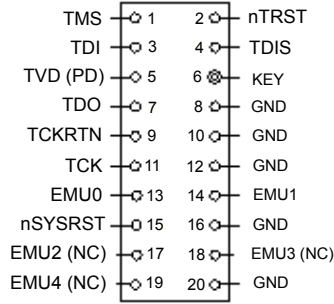 TMS 1 2 nTRST
TDI 3 4 TDIS
TVD (PD) 5 6 KEY
TDO 7 8 GND
TCKRTN 9 10 GND
TCK 11 12 GND
EMU0 13 14 EMU1
nSYSRST 15 16 GND
EMU2 (NC) 17 18 EMU3 (NC)
EMU4 (NC) 19 20 GND